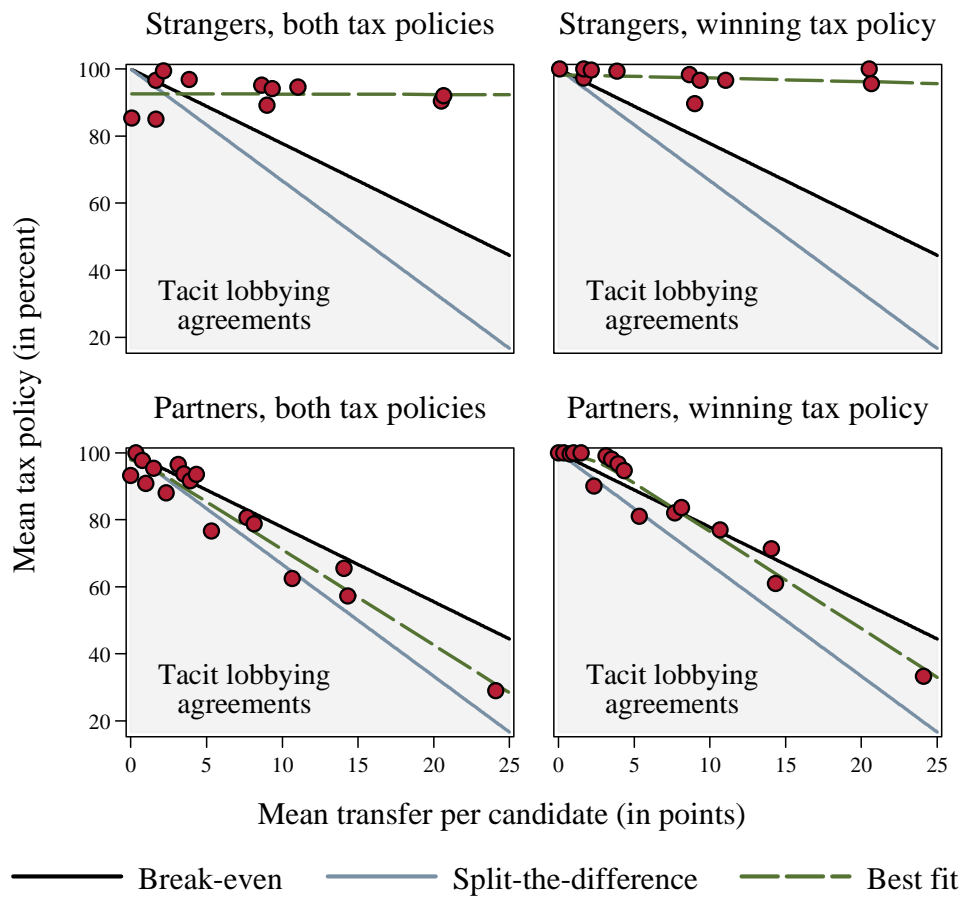 Strangers, both tax policies
Strangers, winning tax policy
100
80
60
40
20
Tacit lobbying
agreements
Tacit lobbying
agreements
Mean tax policy (in percent)
Partners, both tax policies
Partners, winning tax policy
100
80
60
40
20
Tacit lobbying
agreements
Tacit lobbying
agreements
0 5 10 15 20 25
0 5 10 15 20 25
Mean transfer per candidate (in points)
Break-even
Split-the-difference
Best fit